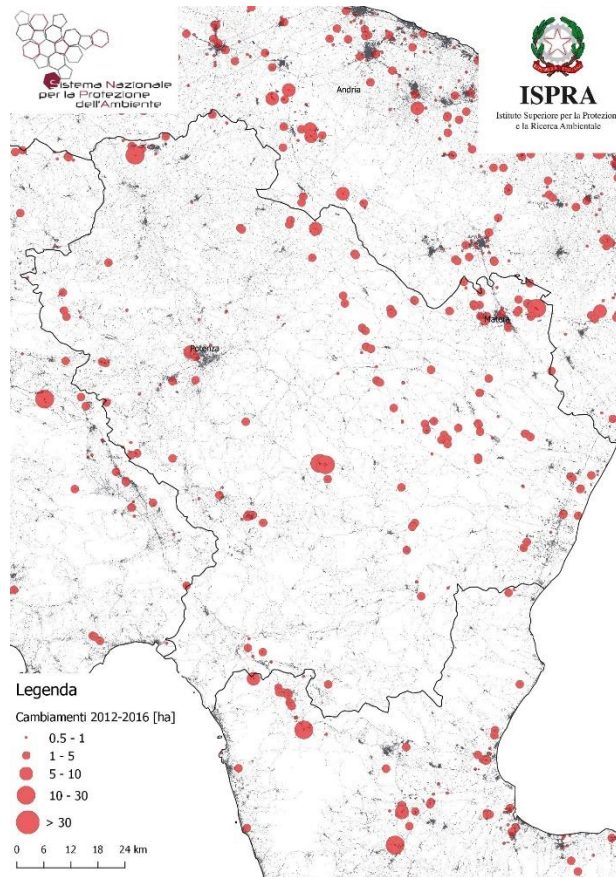 Sistema Nazionale
per la Protezione
dell'Ambiente
ISPRA
Istituto Superiore per la Protezione
e la Ricerca Ambientale
Andria
Matera
Potenza
Legenda
Cambiamenti 2012-2016 [ha]
0.5 - 1
1 - 5
5 - 10
10 - 30
> 30
0 6 12 24 km